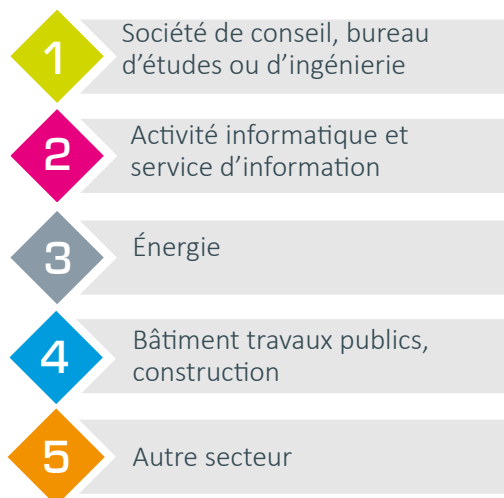 1
Société de conseil, bureau
d’études ou d’ingénierie
2
Activité informatique et
service d’information
3
Énergie
4
Bâtiment travaux publics,
construction
5
Autre secteur